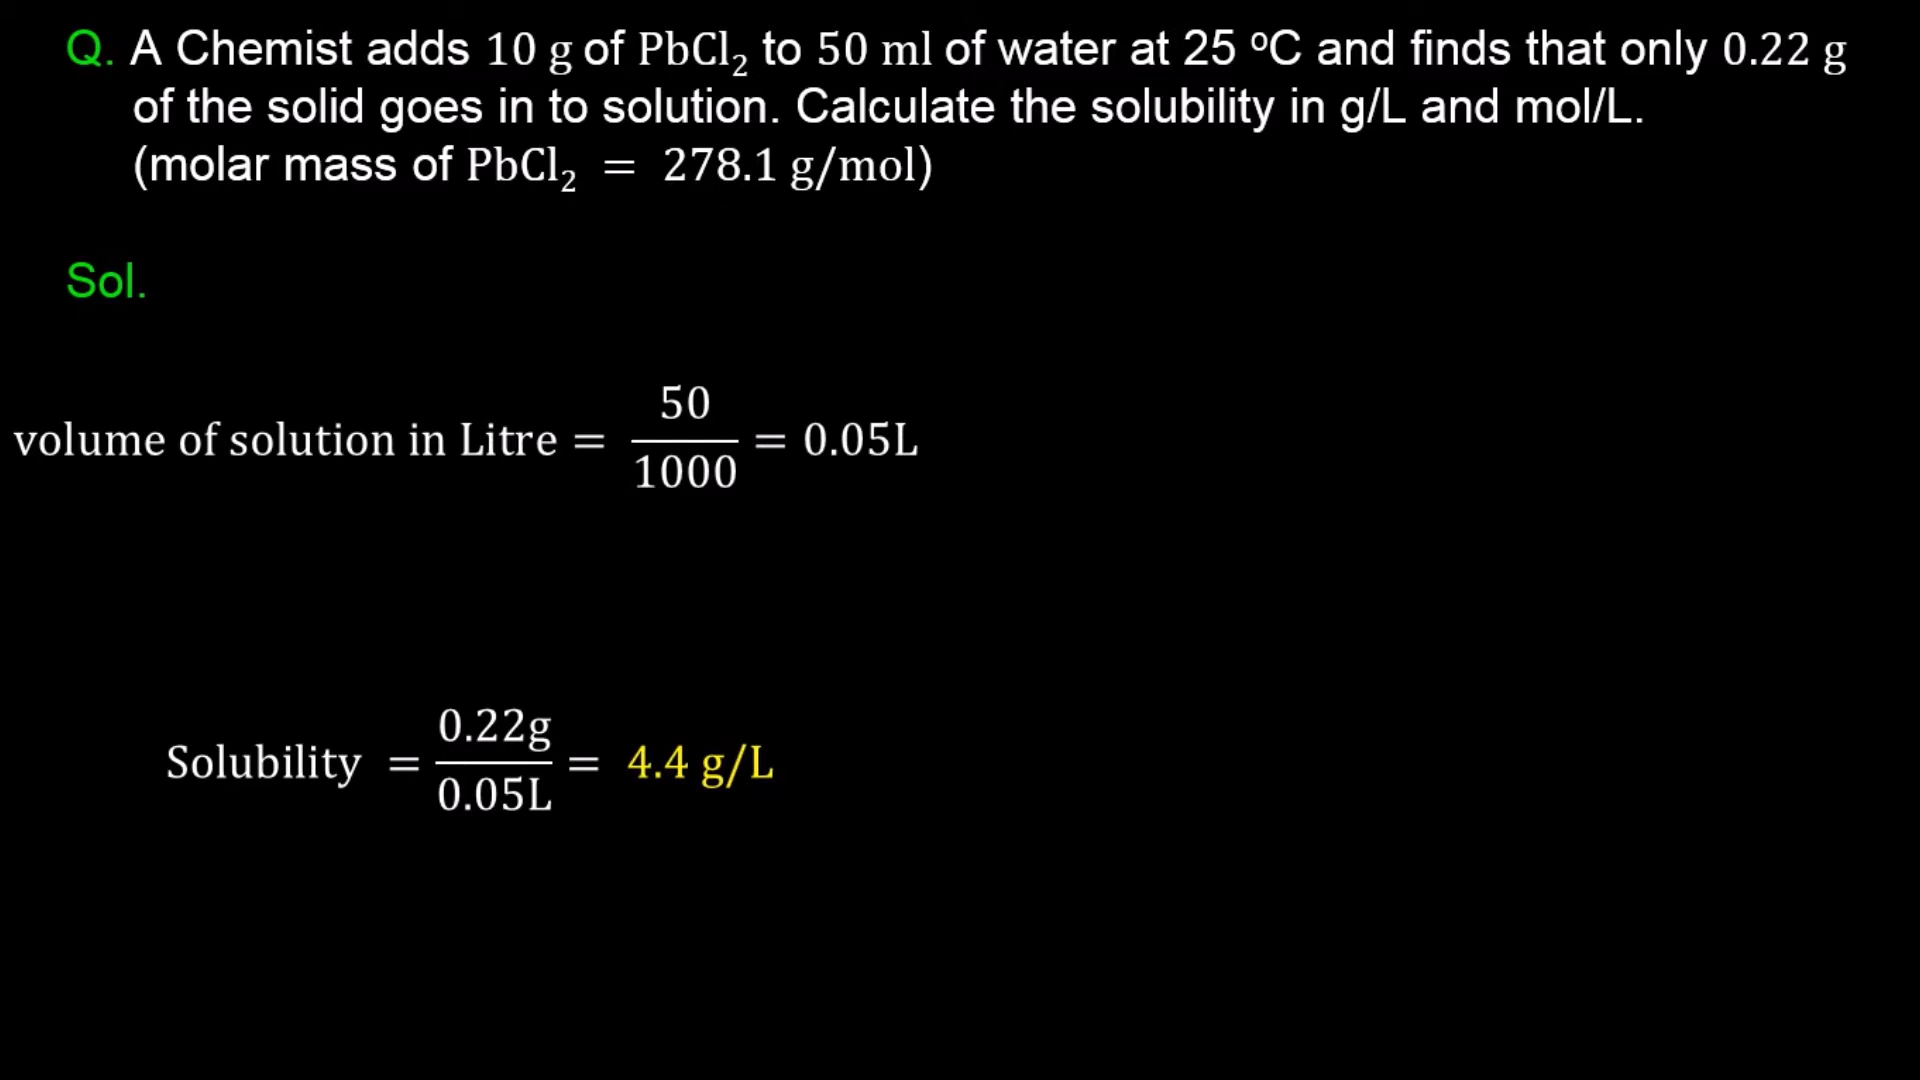 Q. A Chemist adds 10 g of PbCl₂ to 50 ml of water at 25 ºC and finds that only 0.22 g
of the solid goes in to solution. Calculate the solubility in g/L and mol/L.
(molar mass of PbCl₂ = 278.1 g/mol)
Sol.
volume of solution in Litre = 50/1000 = 0.05L
Solubility = 0.22g/0.05L = 4.4 g/L